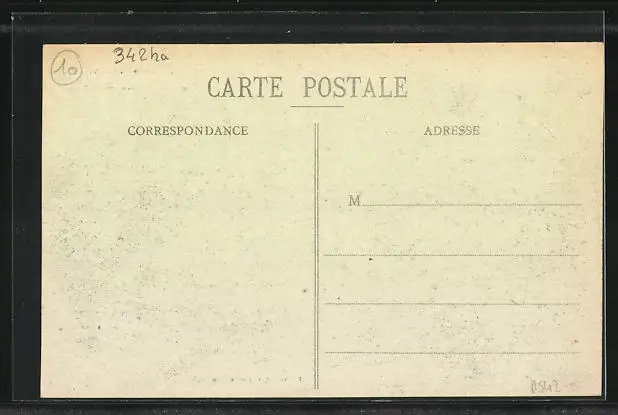 10
342ha
CARTE POSTALE
CORRESPONDANCE
ADRESSE
M